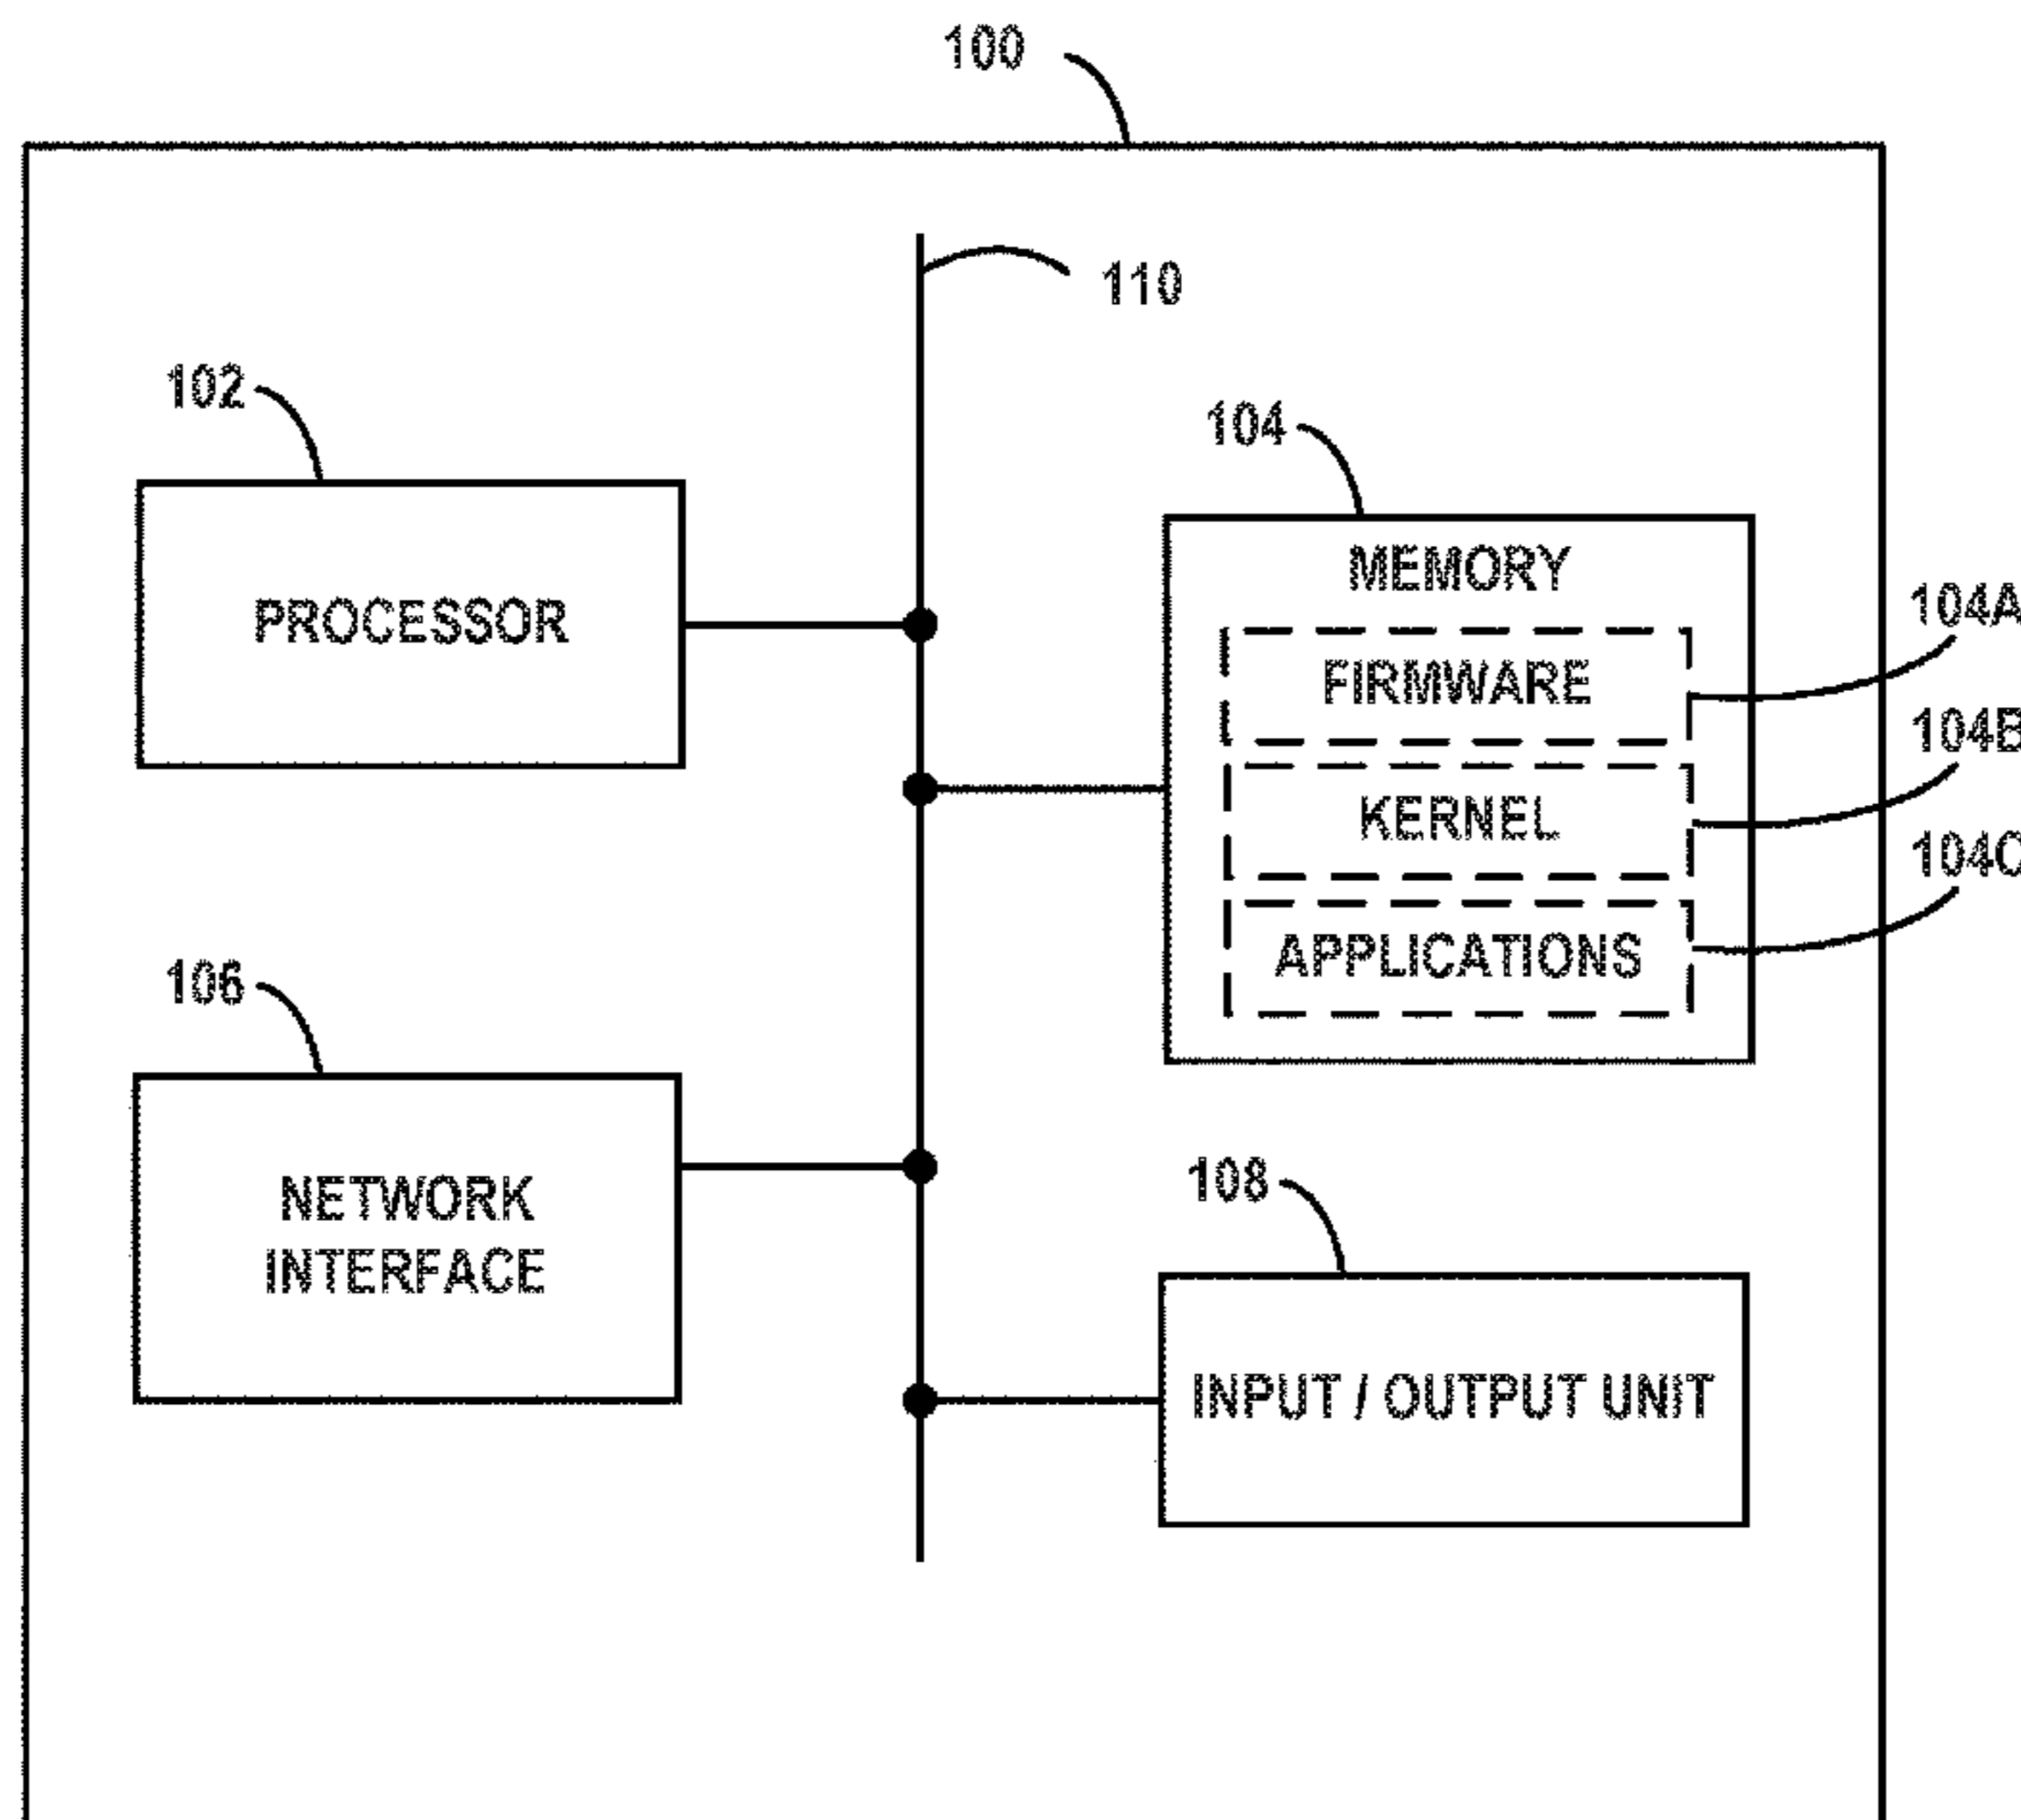 100
110
102
104
PROCESSOR
MEMORY
104A
FIRMWARE
104B
KERNEL
104C
APPLICATIONS
106
NETWORK
INTERFACE
108
INPUT / OUTPUT UNIT